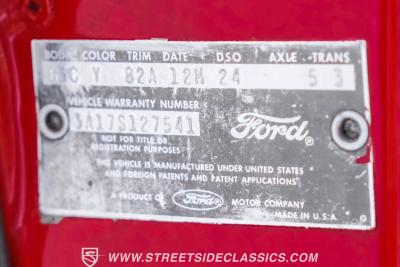 BODY COLOR TRIM DATE DSO AXLE TRANS
63C Y 82A 12M 24 5 3
VEHICLE WARRANTY NUMBER
3A17S127541
Ford
NOT FOR TITLE OR
REGISTRATION PURPOSES
THIS VEHICLE IS MANUFACTURED UNDER UNITED STATES
AND FOREIGN PATENTS AND PATENT APPLICATIONS
A PRODUCT OF Ford MOTOR COMPANY
MADE IN U.S.A.
WWW.STREETSIDECLASSICS.COM